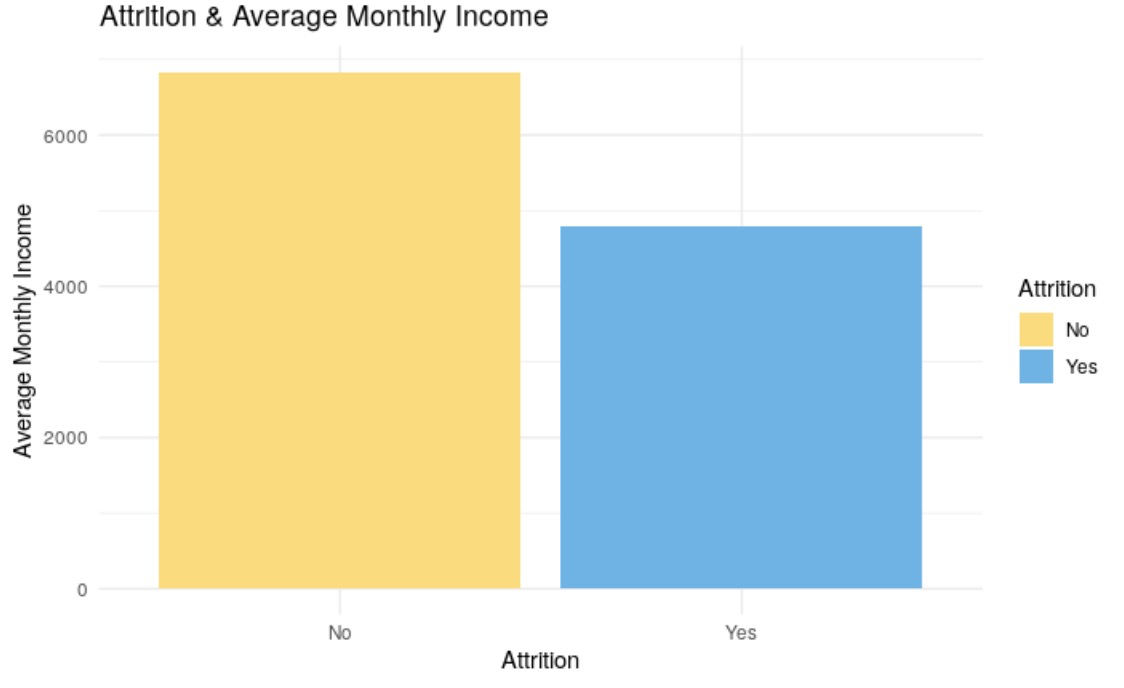 Attrition & Average Monthly Income
Average Monthly Income
6000
4000
2000
0
No
Yes
Attrition
Attrition
No
Yes